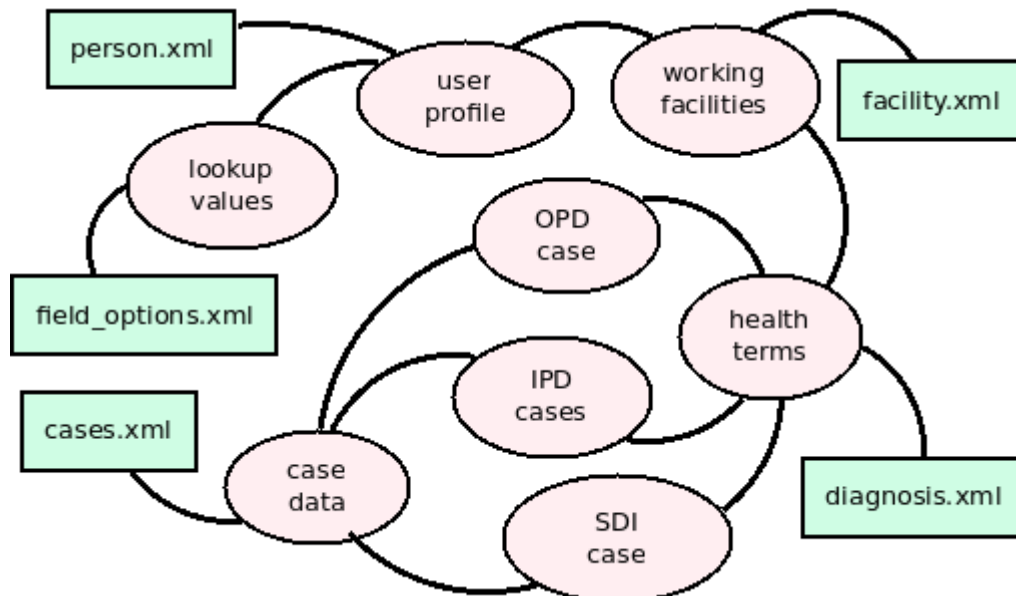 person.xml
user
profile
working
facilities
facility.xml
lookup
values
OPD
case
field_options.xml
health
terms
IPD
cases
cases.xml
case
data
diagnosis.xml
SDI
case